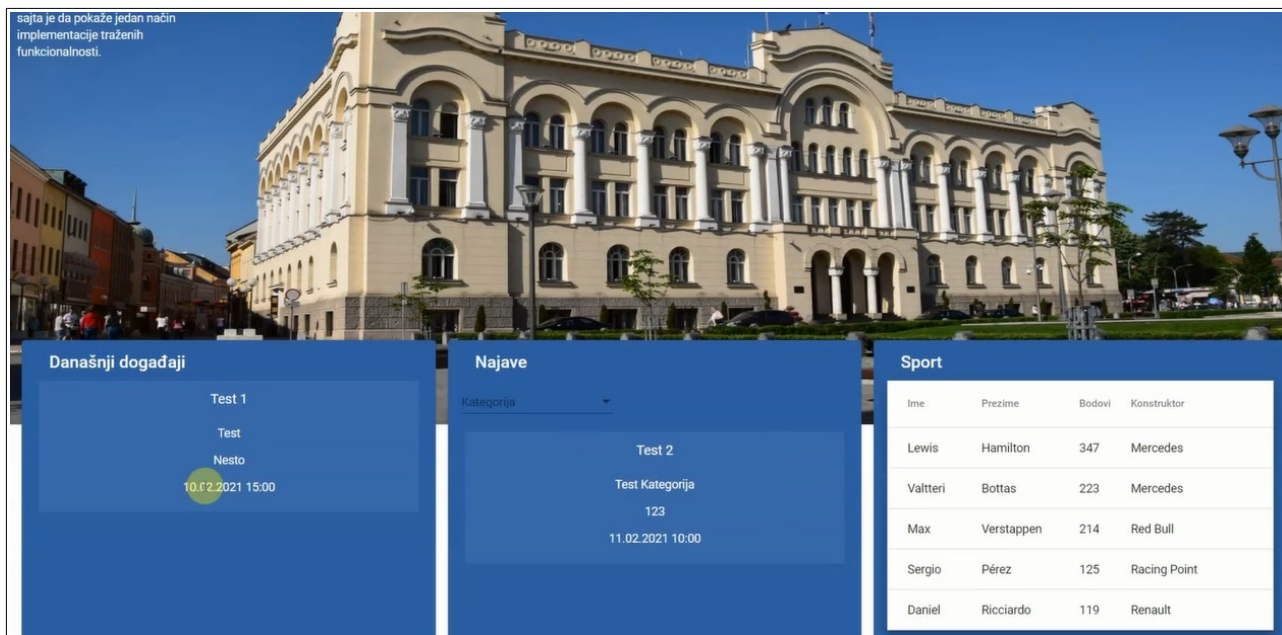 sajta je da pokaže jedan način
implementacije traženih
funkcionalnosti.
Današnji događaji
Test 1
Test
Nesto
10.02.2021 15:00
Najave
Kategorija
Test 2
Test Kategorija
123
11.02.2021 10:00
Sport
Ime Prezime Bodovi Konstruktor
Lewis Hamilton 347 Mercedes
Valtteri Bottas 223 Mercedes
Max Verstappen 214 Red Bull
Sergio Pérez 125 Racing Point
Daniel Ricciardo 119 Renault